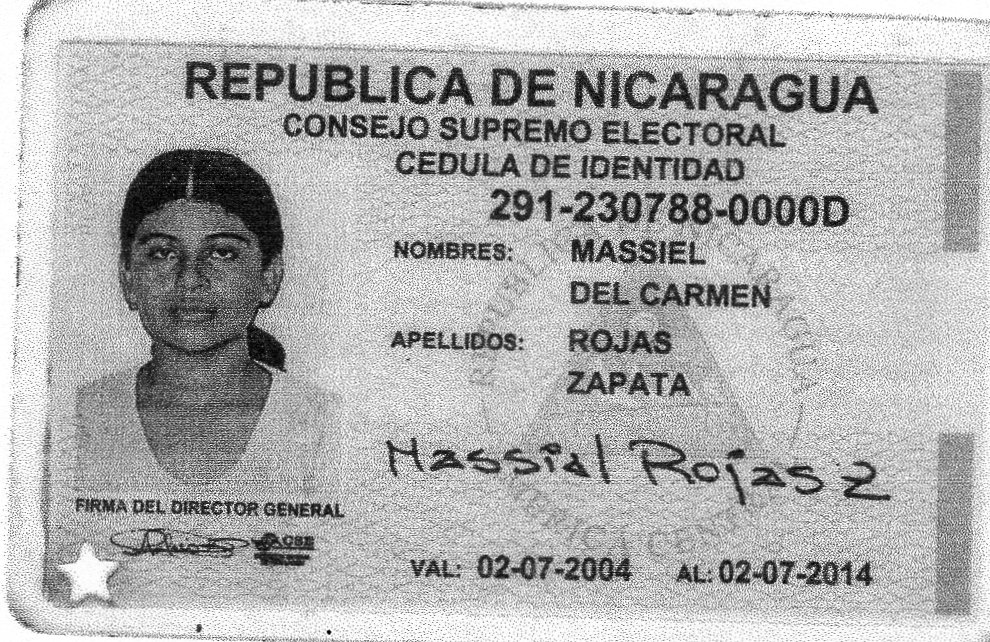 REPUBLICA DE NICARAGUA
CONSEJO SUPREMO ELECTORAL
CEDULA DE IDENTIDAD
291-230788-0000D
NOMBRES: MASSIEL
DEL CARMEN
APELLIDOS: ROJAS
ZAPATA
Massial Rojas Z
FIRMA DEL DIRECTOR GENERAL
CSE
VAL: 02-07-2004 AL: 02-07-2014